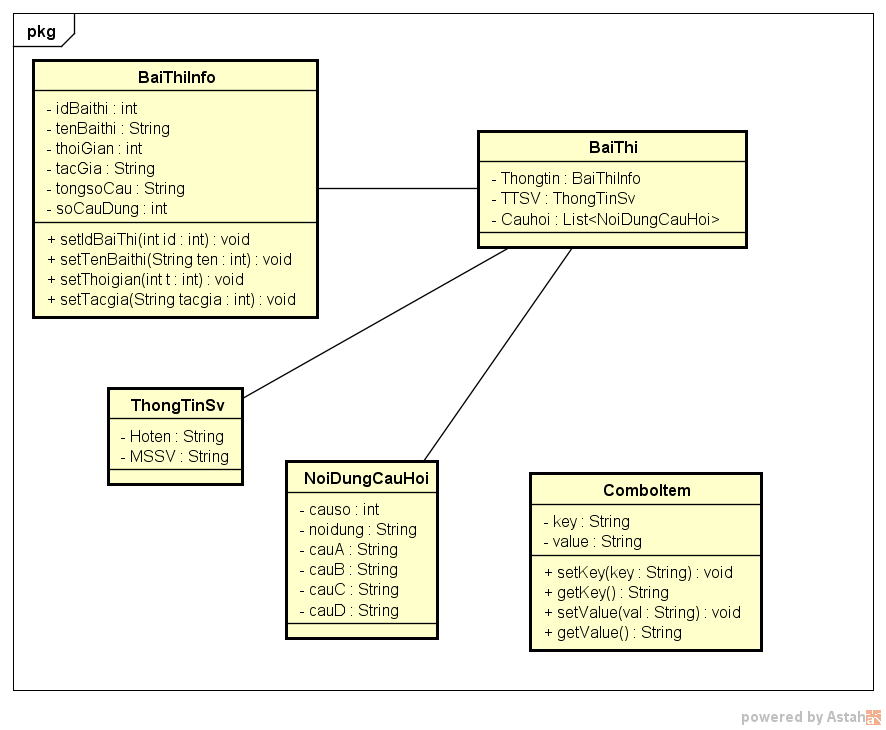 pkg
BaiThiInfo
- idBaithi : int
- tenBaithi : String
- thoiGian : int
- tacGia : String
- tongsoCau : String
- soCauDung : int
+ setIdBaiThi(int id : int) : void
+ setTenBaithi(String ten : int) : void
+ setThoigian(int t : int) : void
+ setTacgia(String tacgia : int) : void
BaiThi
- Thongtin : BaiThiInfo
- TTSV : ThongTinSv
- Cauhoi : List<NoiDungCauHoi>
ThongTinSv
- Hoten : String
- MSSV : String
NoiDungCauHoi
- causo : int
- noidung : String
- cauA : String
- cauB : String
- cauC : String
- cauD : String
ComboItem
- key : String
- value : String
+ setKey(key : String) : void
+ getKey() : String
+ setValue(val : String) : void
+ getValue() : String
powered by Astah